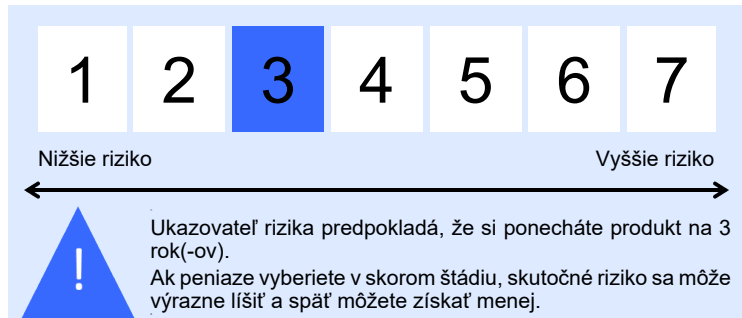 1 2 3 4 5 6 7
Nižšie riziko Vyššie riziko
Ukazovateľ rizika predpokladá, že si ponecháte produkt na 3
rok(-ov).
Ak peniaze vyberiete v skorom štádiu, skutočné riziko sa môže
výrazne líšiť a späť môžete získať menej.
!